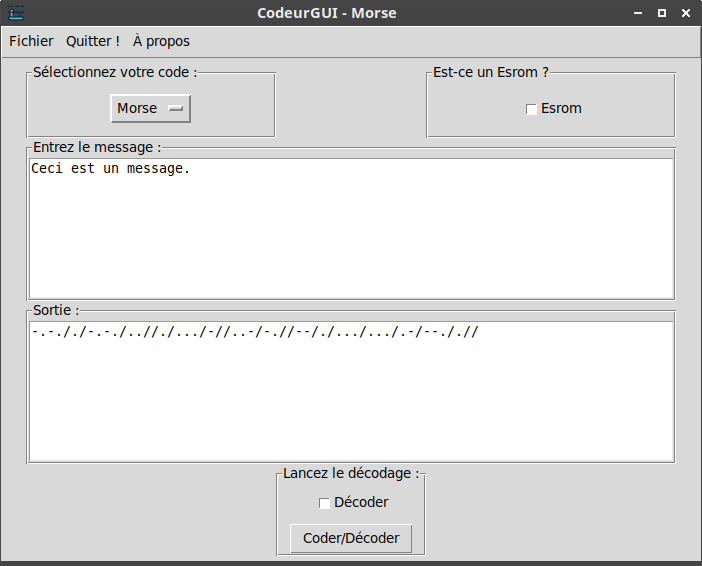 CodeurGUI - Morse
Fichier Quitter ! À propos
Sélectionnez votre code : Est-ce un Esrom ?
Morse Esrom
Entrez le message :
Ceci est un message.
Sortie :
-.-././-.-./..//./.../-//..-/-.//--/./.../.../.-/--././/
Lancez le décodage :
Décoder
Coder/Décoder